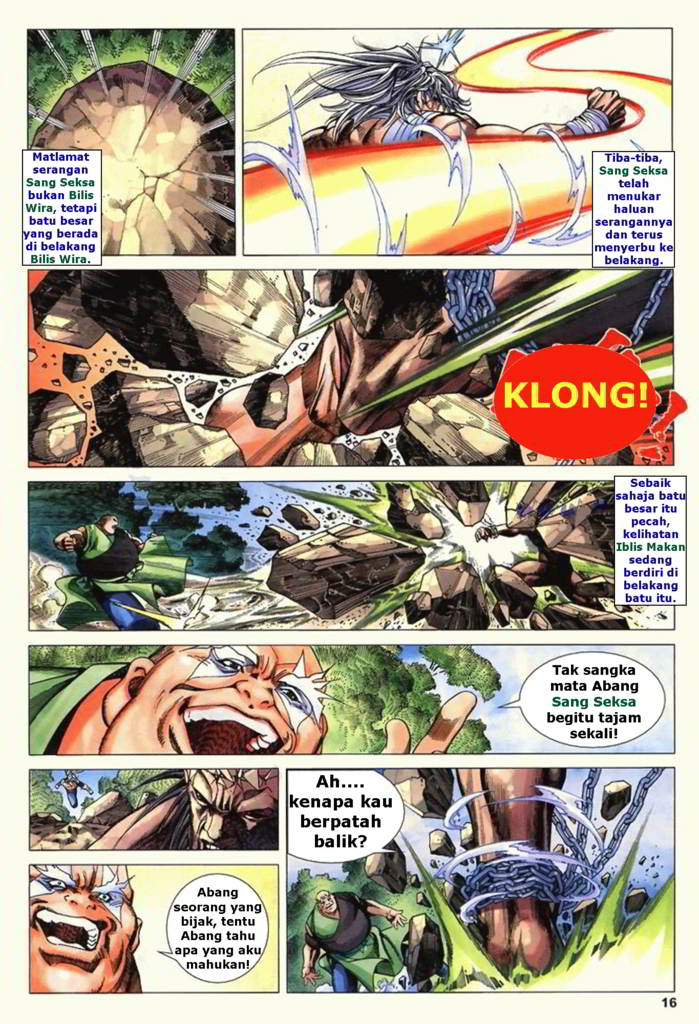 Matlamat
serangan
Sang Seksa
bukan Bilis
Wira, tetapi
batu besar
yang berada
di belakang
Bilis Wira.
Tiba-tiba,
Sang Seksa
telah
menukar
haluan
serangannya
dan terus
menyerbu ke
belakang.
KLONG!
Sebaik
sahaja batu
besar itu
pecah,
kelihatan
Iblis Makan
sedang
berdiri di
belakang
batu itu.
Tak sangka
mata Abang
Sang Seksa
begitu tajam
sekali!
Ah....
kenapa kau
berpatah
balik?
Abang
seorang yang
bijak, tentu
Abang tahu
apa yang aku
mahukan!
16